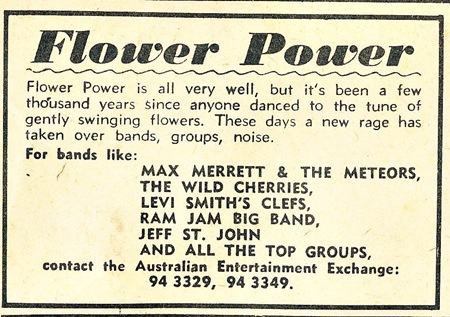 Flower Power
Flower Power is all very well, but it's been a few
thousand years since anyone danced to the tune of
gently swinging flowers. These days a new rage has
taken over bands, groups, noise.
For bands like:
MAX MERRETT & THE METEORS,
THE WILD CHERRIES,
LEVI SMITH'S CLEFS,
RAM JAM BIG BAND,
JEFF ST. JOHN
AND ALL THE TOP GROUPS,
contact the Australian Entertainment Exchange:
94 3329, 94 3349.